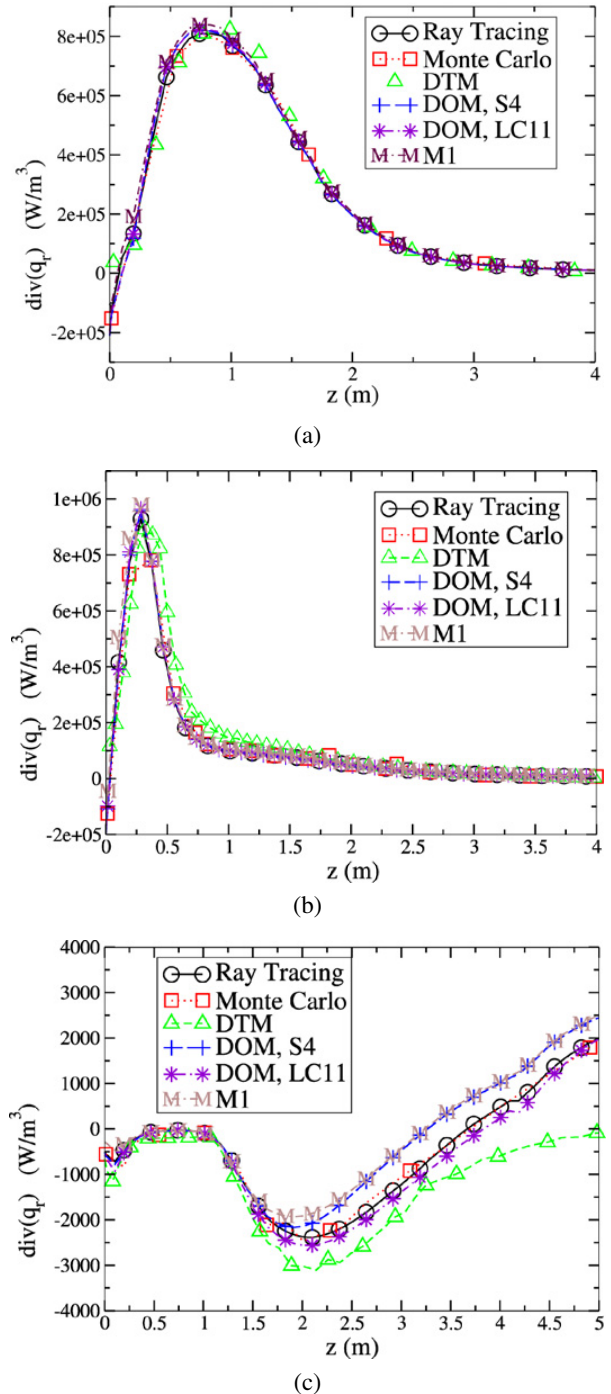 8e+05
6e+05
4e+05
2e+05
0
-2e+05
div(q_r) (W/m³)
Ray Tracing
Monte Carlo
DTM
DOM, S4
DOM, LC11
M M M1
0 1 2 3 4
z (m)
(a)
1e+06
8e+05
6e+05
4e+05
2e+05
0
-2e+05
div(q_r) (W/m³)
Ray Tracing
Monte Carlo
DTM
DOM, S4
DOM, LC11
M M M1
0 0.5 1 1.5 2 2.5 3 3.5 4
z (m)
(b)
4000
3000
2000
1000
0
-1000
-2000
-3000
-4000
div(q_r) (W/m³)
Ray Tracing
Monte Carlo
DTM
DOM, S4
DOM, LC11
M M M1
0 0.5 1 1.5 2 2.5 3 3.5 4 4.5 5
z (m)
(c)